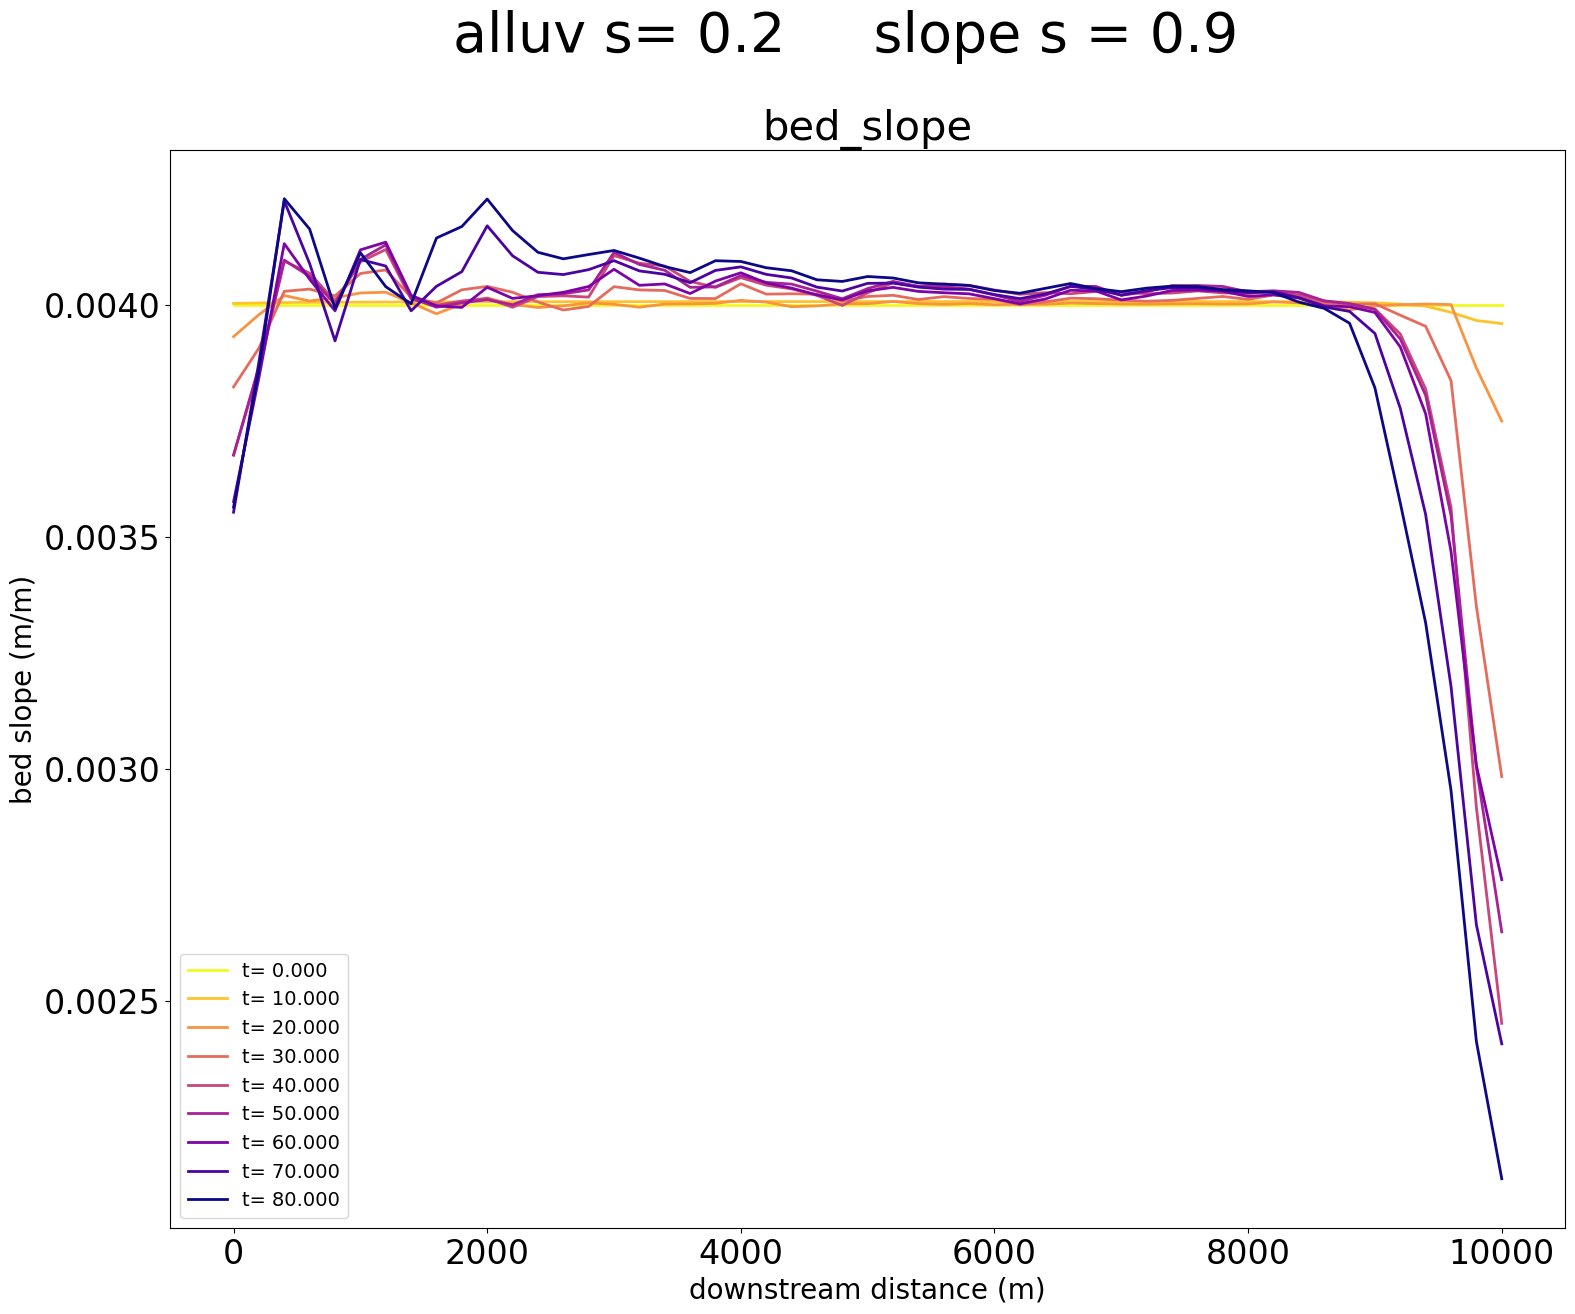 alluv s= 0.2     slope s = 0.9
bed_slope
bed slope (m/m)
0.0040
0.0035
0.0030
0.0025
t= 0.000
t= 10.000
t= 20.000
t= 30.000
t= 40.000
t= 50.000
t= 60.000
t= 70.000
t= 80.000
0 2000 4000 6000 8000 10000
downstream distance (m)